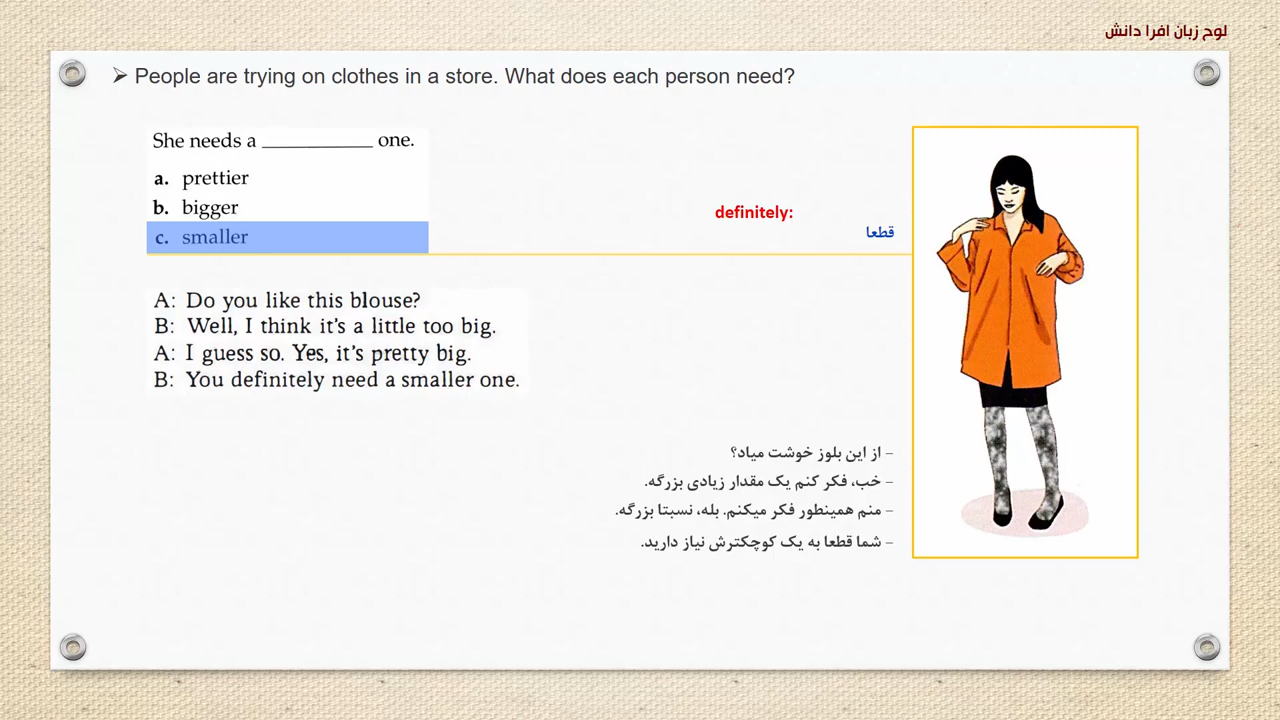 لوح زبان افرا دانش
People are trying on clothes in a store. What does each person need?
She needs a __________ one.
a. prettier
b. bigger
c. smaller
definitely:
قطعا
A: Do you like this blouse?
B: Well, I think it's a little too big.
A: I guess so. Yes, it's pretty big.
B: You definitely need a smaller one.
– از این بلوز خوشت میاد؟
– خب، فکر کنم یک مقدار زیادی بزرگه.
– منم همینطور فکر میکنم. بله، نسبتا بزرگه.
– شما قطعا به یک کوچکترش نیاز دارید.